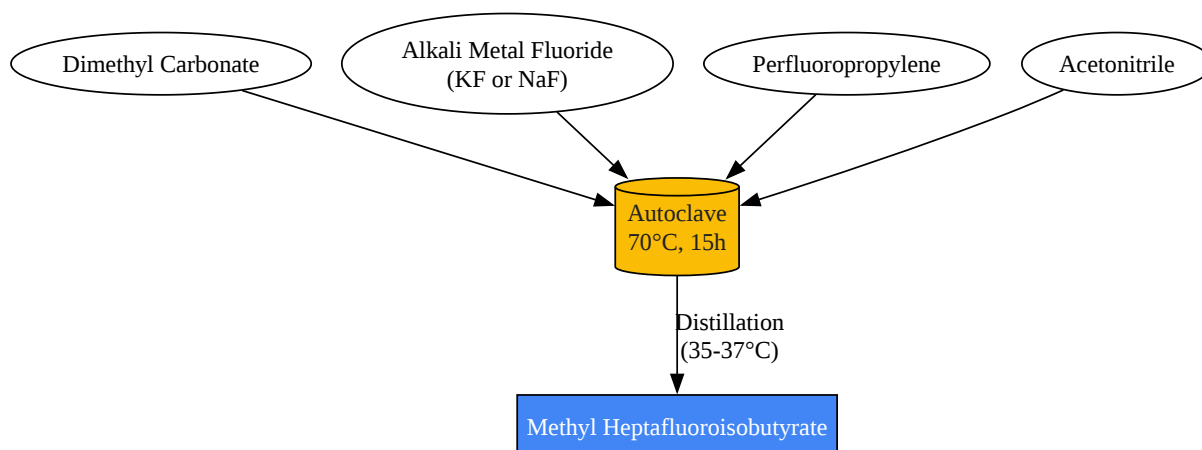 Dimethyl Carbonate
Alkali Metal Fluoride
(KF or NaF)
Perfluoropropylene
Acetonitrile
Autoclave
70°C, 15h
Distillation
(35-37°C)
Methyl Heptafluoroisobutyrate